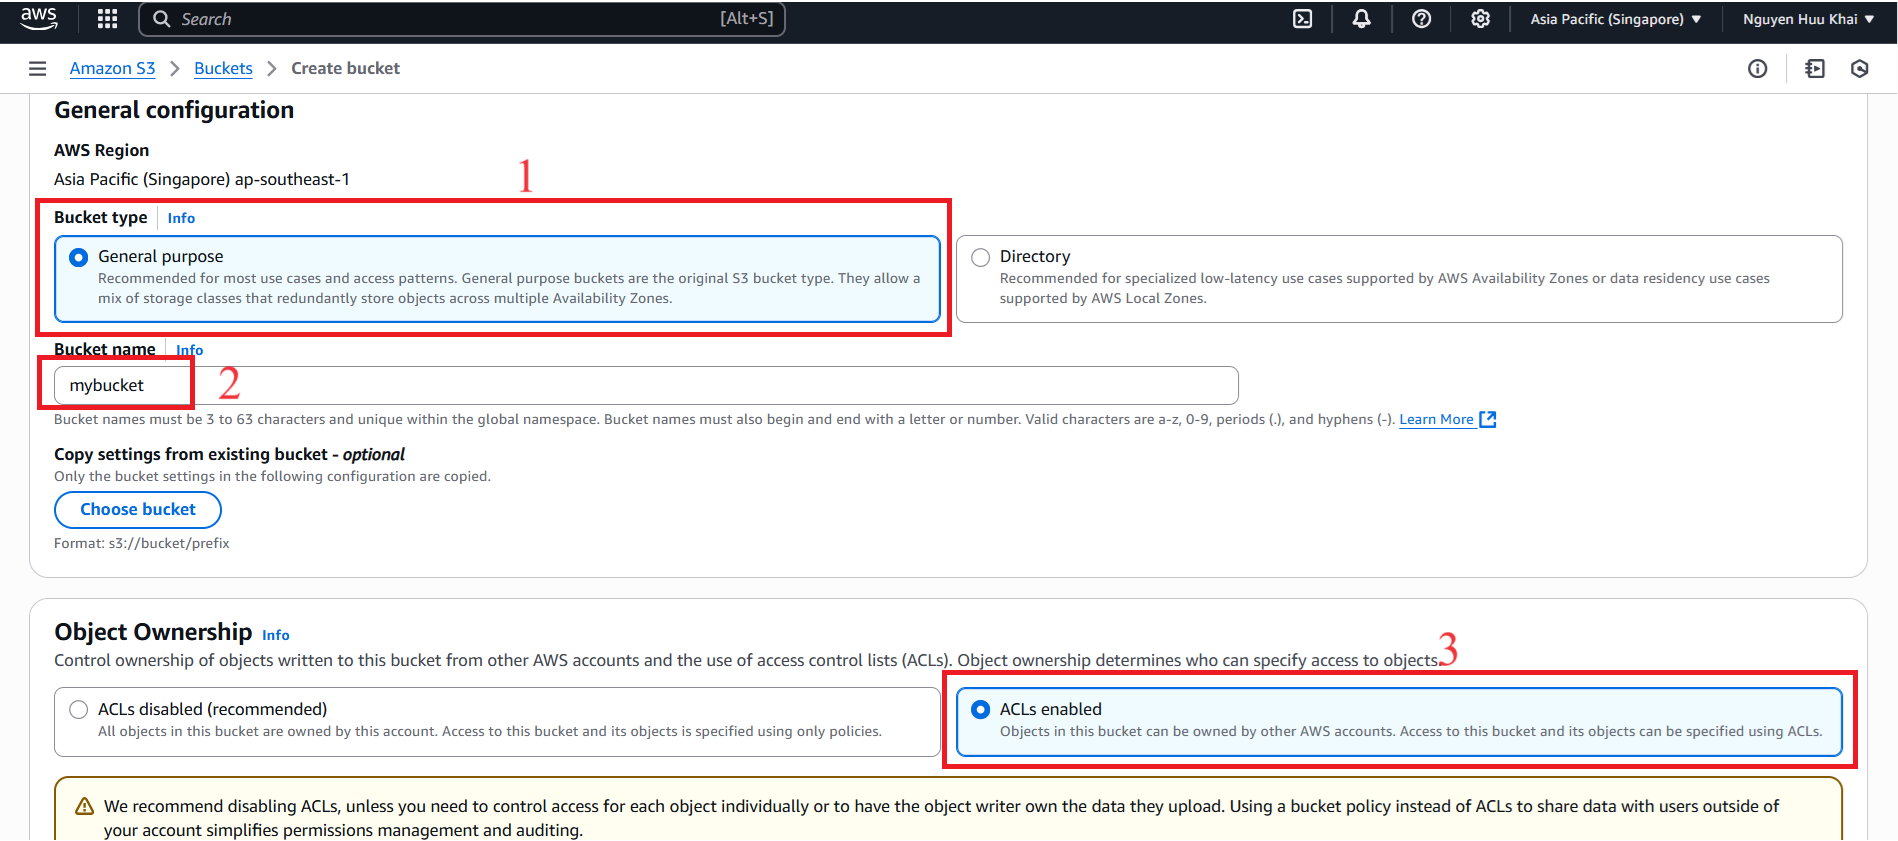 aws Search [Alt+S] Asia Pacific (Singapore) Nguyen Huu Khai
Amazon S3 > Buckets > Create bucket
General configuration
AWS Region
Asia Pacific (Singapore) ap-southeast-1
1
Bucket type Info
General purpose
Recommended for most use cases and access patterns. General purpose buckets are the original S3 bucket type. They allow a
mix of storage classes that redundantly store objects across multiple Availability Zones.
Directory
Recommended for specialized low-latency use cases supported by AWS Availability Zones or data residency use cases
supported by AWS Local Zones.
Bucket name Info
mybucket 2
Bucket names must be 3 to 63 characters and unique within the global namespace. Bucket names must also begin and end with a letter or number. Valid characters are a-z, 0-9, periods (.), and hyphens (-). Learn More
Copy settings from existing bucket - optional
Only the bucket settings in the following configuration are copied.
Choose bucket
Format: s3://bucket/prefix
Object Ownership Info
Control ownership of objects written to this bucket from other AWS accounts and the use of access control lists (ACLs). Object ownership determines who can specify access to objects.
3
ACLs disabled (recommended)
All objects in this bucket are owned by this account. Access to this bucket and its objects is specified using only policies.
ACLs enabled
Objects in this bucket can be owned by other AWS accounts. Access to this bucket and its objects can be specified using ACLs.
We recommend disabling ACLs, unless you need to control access for each object individually or to have the object writer own the data they upload. Using a bucket policy instead of ACLs to share data with users outside of
your account simplifies permissions management and auditing.